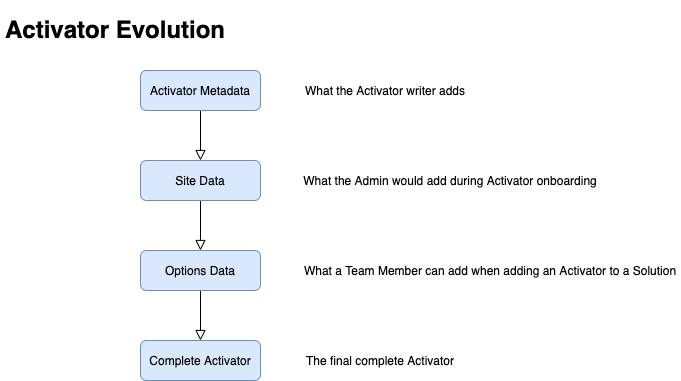 Activator Evolution
Activator Metadata
What the Activator writer adds
Site Data
What the Admin would add during Activator onboarding
Options Data
What a Team Member can add when adding an Activator to a Solution
Complete Activator
The final complete Activator